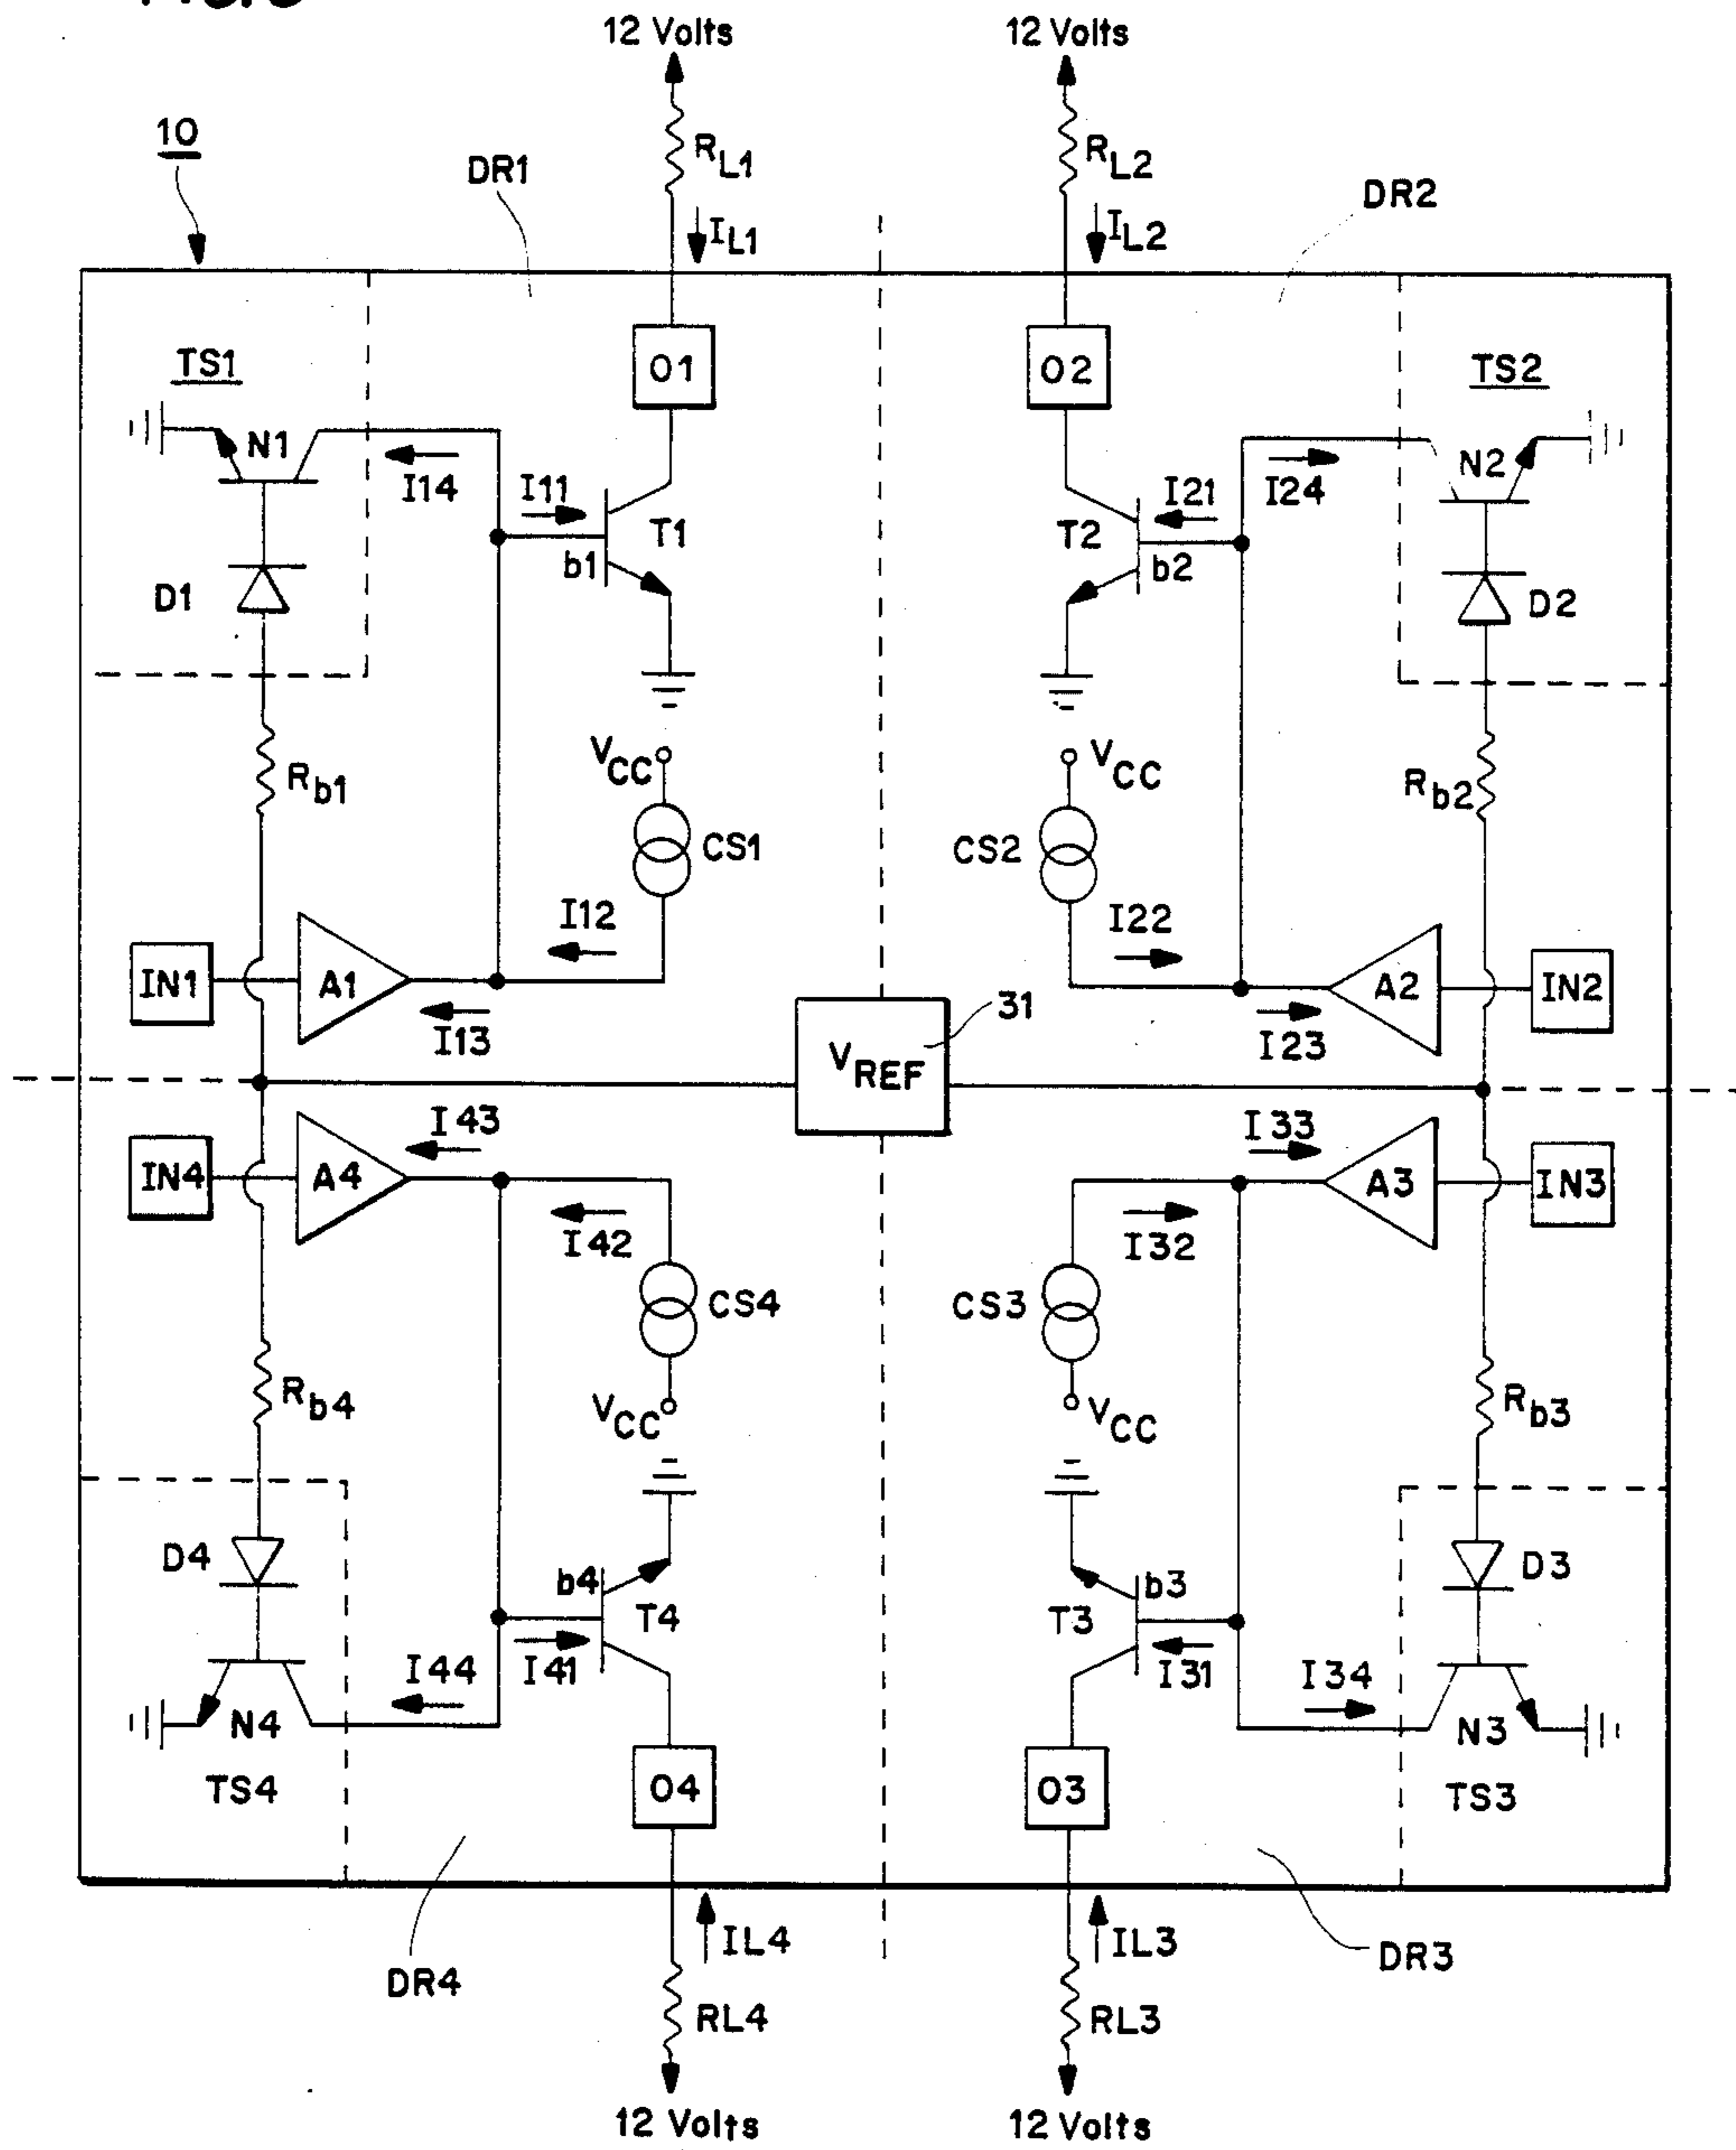 12 Volts 12 Volts
10
RL1 RL2
DR1 DR2
IL1 IL2
TS1 O1 O2 TS2
N1 I14 I11 T1 b1 T2 b2 I21 I24 N2
D1 D2
Rb1 VCC VCC Rb2
CS1 CS2
I12 I22
IN1 A1 I13 I23 A2 IN2
31
VREF
IN4 A4 I43 I33 A3 IN3
I42 I32
CS4 CS3
Rb4 VCC VCC Rb3
D4 b4 T4 b3 T3 D3
I44 I41 I31 I34
N4 N3
TS4 O4 O3 TS3
IL4 IL3
DR4 DR3
RL4 RL3
12 Volts 12 Volts